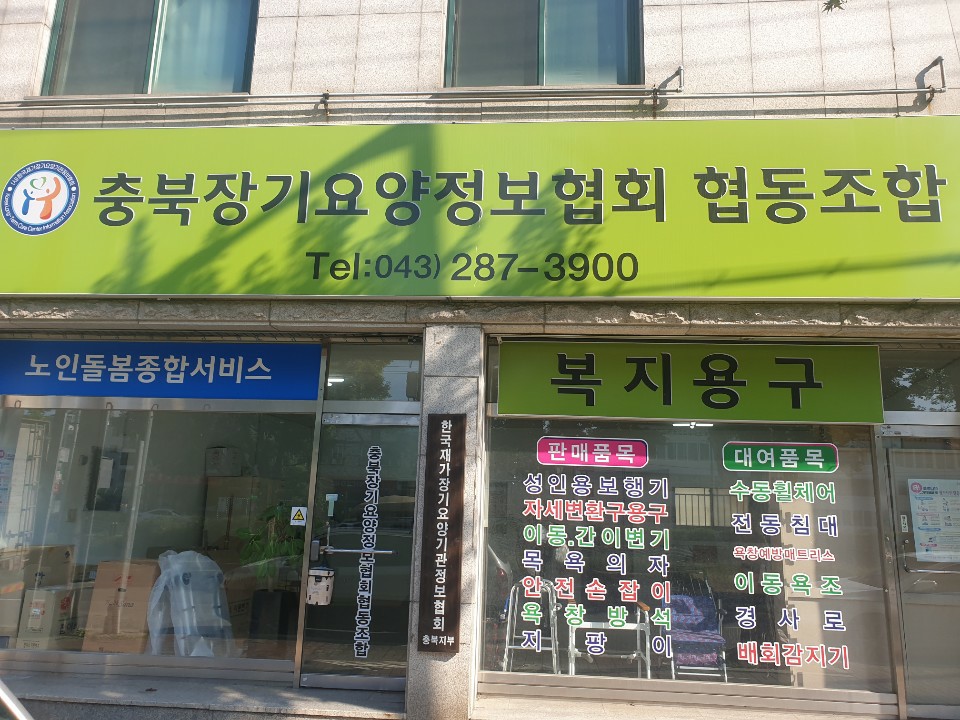 충북장기요양정보협회 협동조합
Tel:043) 287-3900
노인돌봄종합서비스
충북장기요양정보협회협동조합
한국재가장기요양기관정보협회
충북지부
복지용구
판매품목
성인용보행기
자세변환구용구
이동.간이변기
목욕의자
안전손잡이
욕창방석
지팡이
대여품목
수동휠체어
전동침대
욕창예방매트리스
이동욕조
경사로
배회감지기